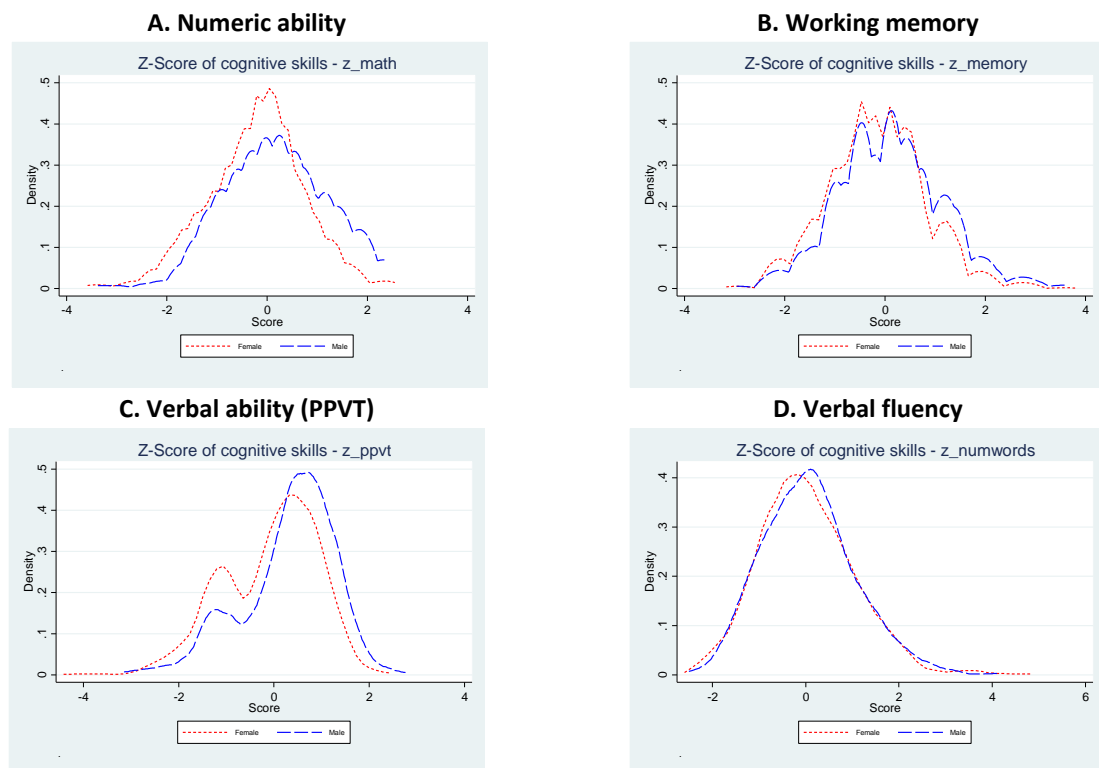 A. Numeric ability
Z-Score of cognitive skills - z_math
Density
0 .1 .2 .3 .4 .5
-4 -2 0 2 4
Score
Female Male
B. Working memory
Z-Score of cognitive skills - z_memory
Density
0 .1 .2 .3 .4 .5
-4 -2 0 2 4
Score
Female Male
C. Verbal ability (PPVT)
Z-Score of cognitive skills - z_ppvt
Density
0 .1 .2 .3 .4 .5
-4 -2 0 2 4
Score
Female Male
D. Verbal fluency
Z-Score of cognitive skills - z_numwords
Density
0 .1 .2 .3 .4
-2 0 2 4 6
Score
Female Male